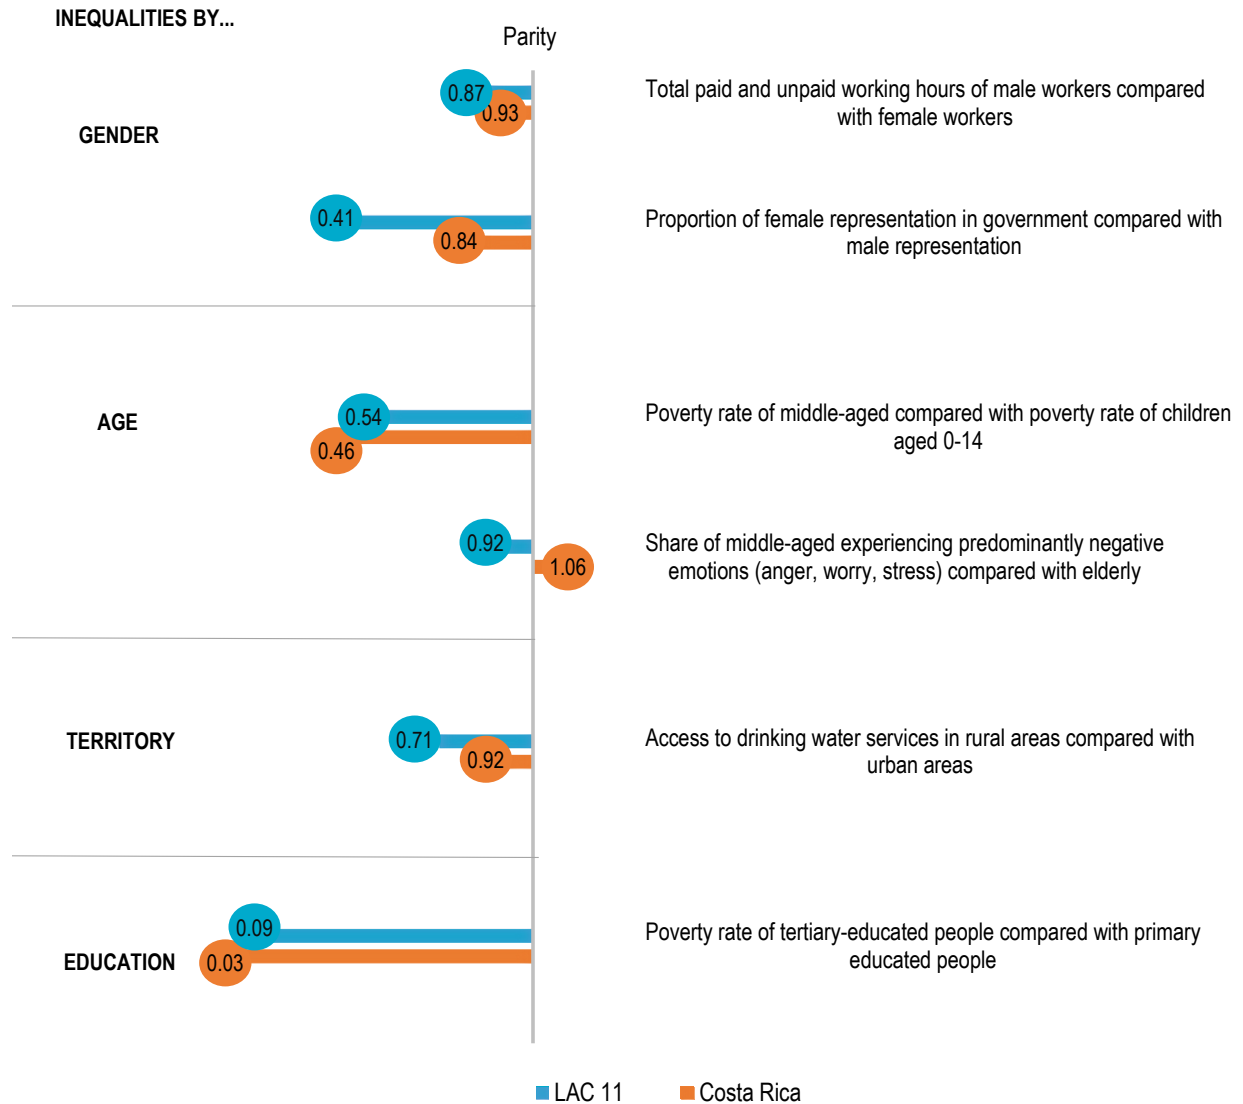 INEQUALITIES BY...
Parity
GENDER
0.87
0.93
Total paid and unpaid working hours of male workers compared
with female workers
0.41
0.84
Proportion of female representation in government compared with
male representation
AGE
0.54
0.46
Poverty rate of middle-aged compared with poverty rate of children
aged 0-14
0.92
1.06
Share of middle-aged experiencing predominantly negative
emotions (anger, worry, stress) compared with elderly
TERRITORY
0.71
0.92
Access to drinking water services in rural areas compared with
urban areas
EDUCATION
0.09
0.03
Poverty rate of tertiary-educated people compared with primary
educated people
LAC 11
Costa Rica